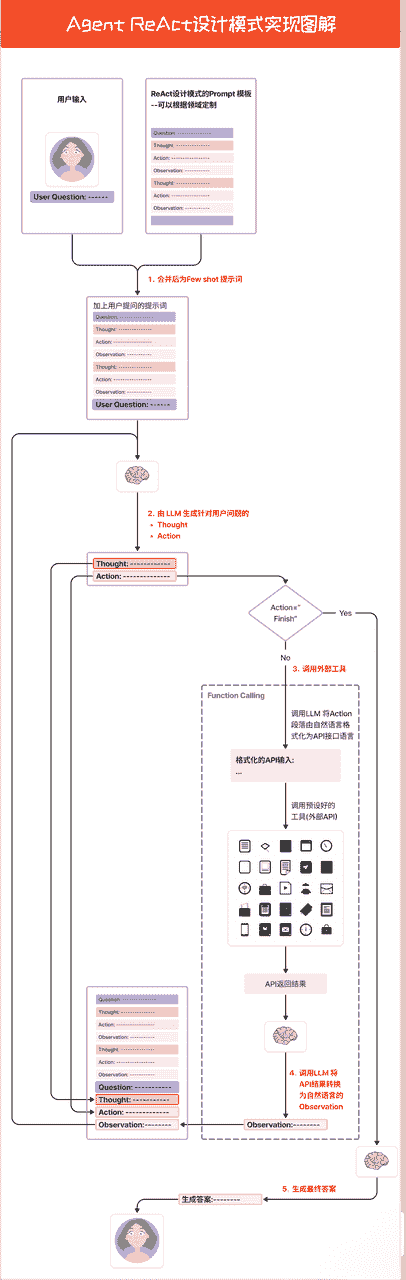 Agent ReAct设计模式实现图解
用户输入
User Question: ------
ReAct设计模式的Prompt 模板
--可以根据领域定制
Question: ---------------
Thought: ---------------
Action: ---------------
Observation: ---------------
Thought: ---------------
Action: ---------------
Observation: ---------------
1. 合并后为Few shot 提示词
加上用户提问的提示词
Question: ---------------
Thought: ---------------
Action: ---------------
Observation: ---------------
Thought: ---------------
Action: ---------------
Observation: ---------------
User Question: ------
2. 由 LLM 生成针对用户问题的
• Thought
• Action
Thought: ------------
Action: ------------
Action="
Finish"
Yes
No
3. 调用外部工具
Function Calling
调用LLM 将Action
段落由自然语言格
式化为API接口语言
格式化的API输入:
...
调用预设好的
工具(外部API)
API返回结果
4. 调用LLM 将
API结果转换
为自然语言的
Observation
Observation:--------
Question: ---------------
Thought: ---------------
Action: ---------------
Observation: ---------------
Thought: ---------------
Action: ---------------
Observation: ---------------
Question: ------------
Thought: ------------
Action: ------------
Observation: --------
5. 生成最终答案
生成答案:--------